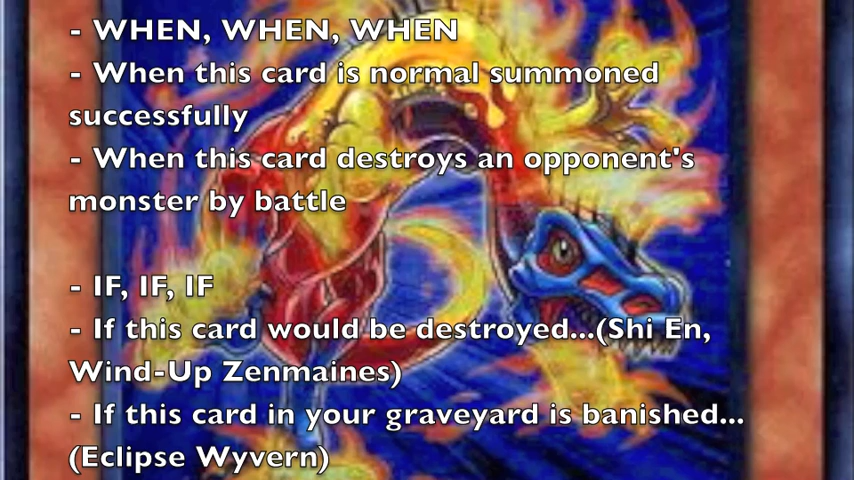 - WHEN, WHEN, WHEN
- When this card is normal summoned
successfully
- When this card destroys an opponent's
monster by battle
- IF, IF, IF
- If this card would be destroyed...(Shi En,
Wind-Up Zenmaines)
- If this card in your graveyard is banished...
(Eclipse Wyvern)